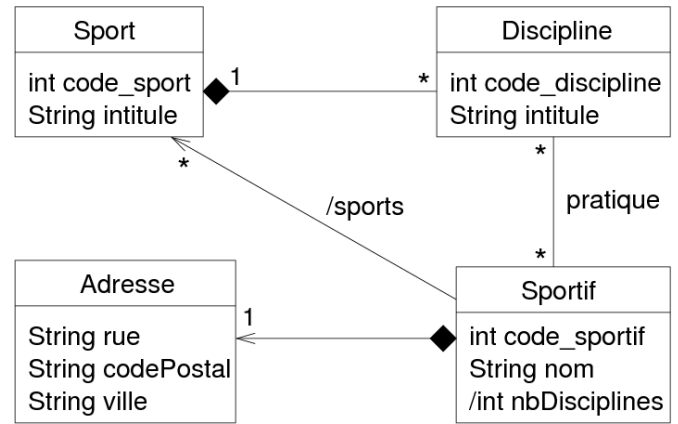 Sport
int code_sport
String intitule
1
*
Discipline
int code_discipline
String intitule
*
/sports
*
pratique
*
Adresse
String rue
String codePostal
String ville
1
Sportif
int code_sportif
String nom
/int nbDisciplines